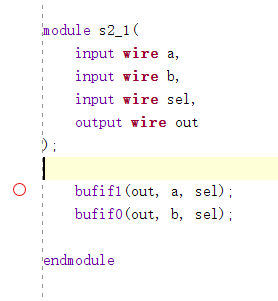 module s2_1(
input wire a,
input wire b,
input wire sel,
output wire out
);
bufif1(out, a, sel);
bufif0(out, b, sel);
endmodule